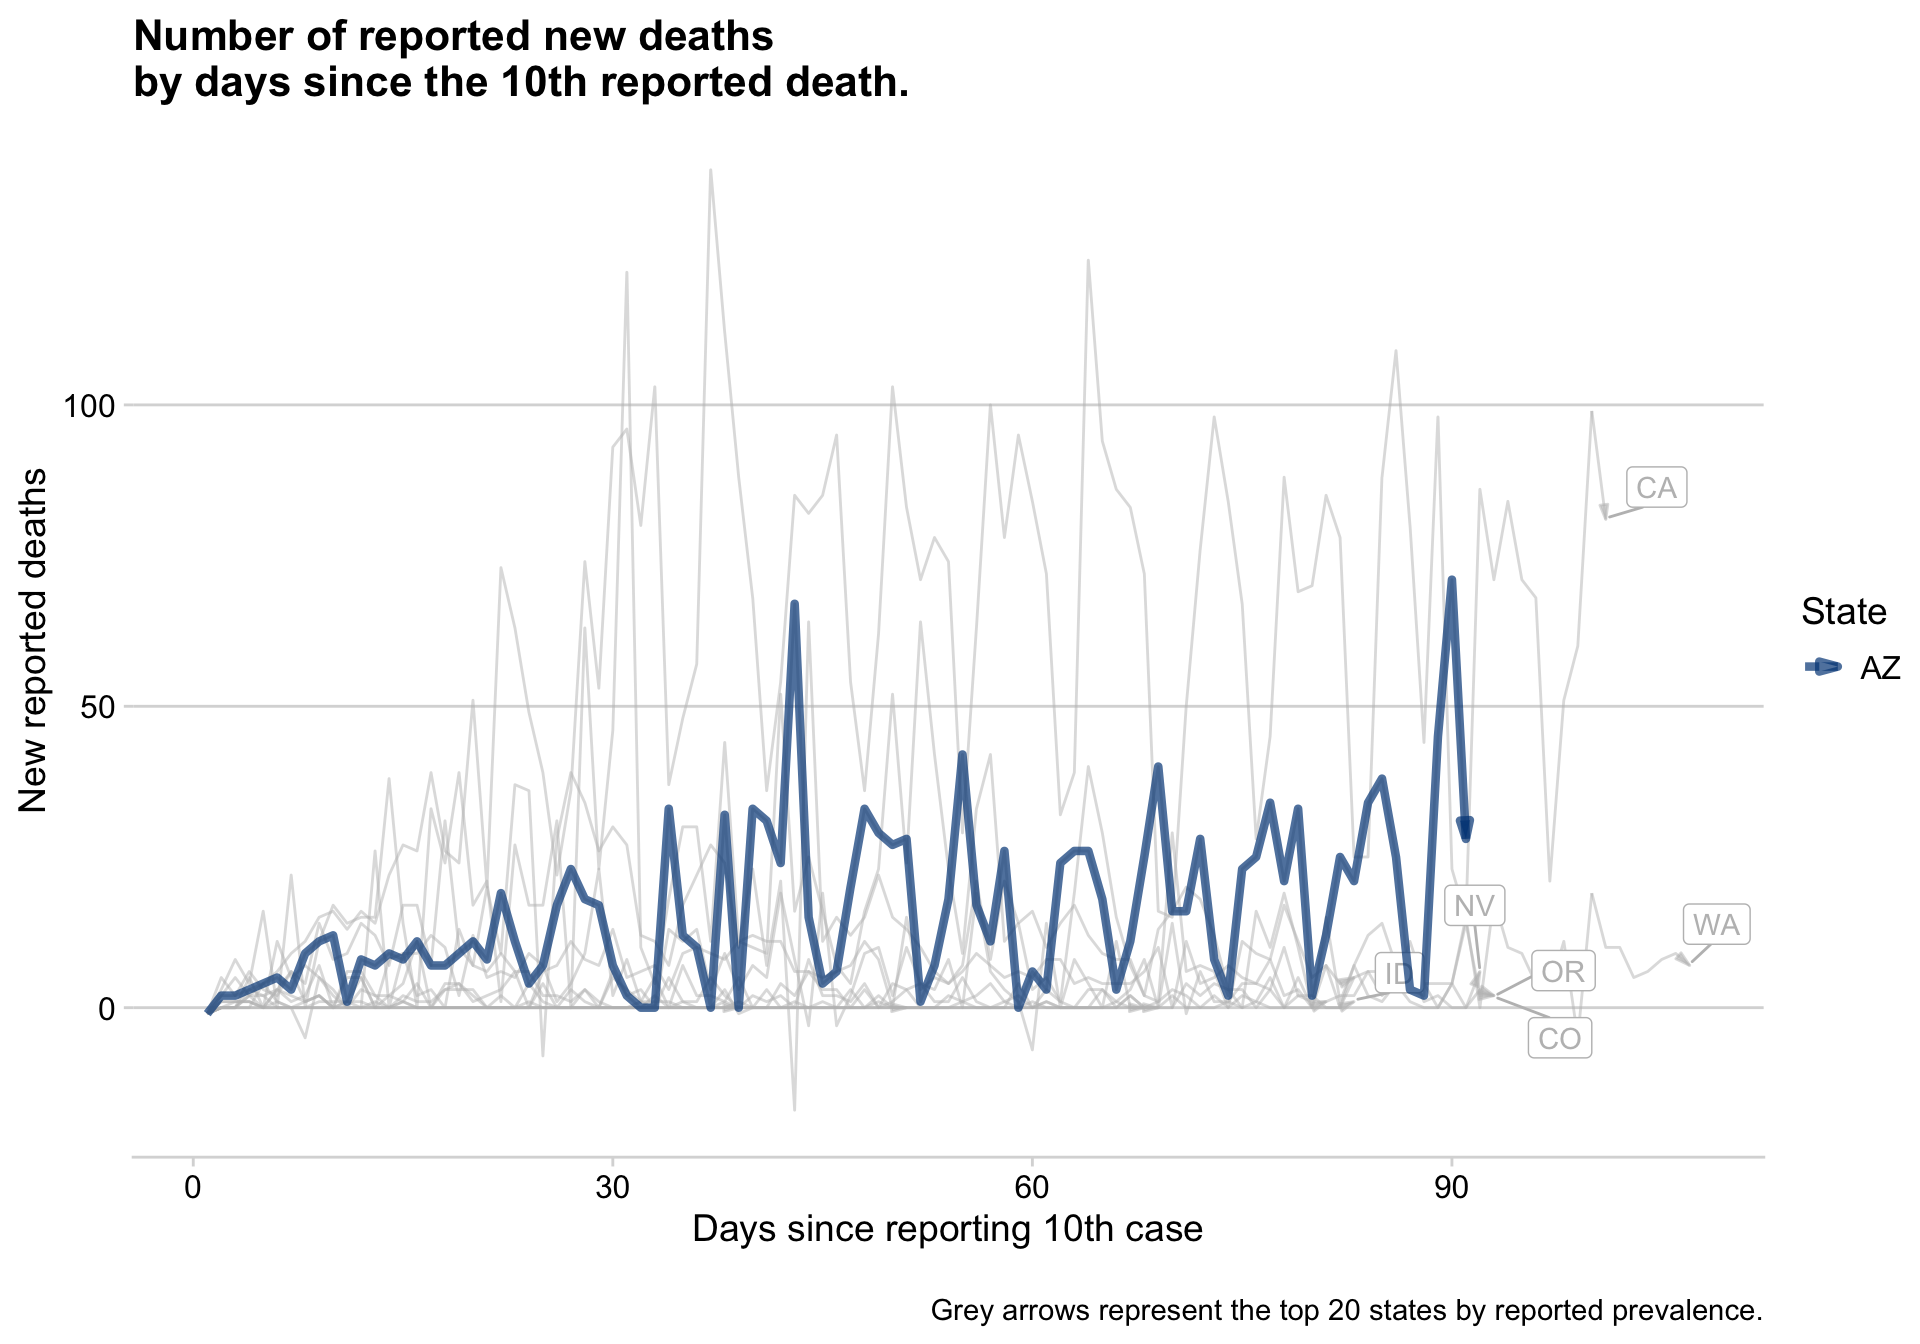 Number of reported new deaths
by days since the 10th reported death.
New reported deaths
100
50
0
CA
NV
WA
ID
OR
CO
State
AZ
0
30
60
90
Days since reporting 10th case
Grey arrows represent the top 20 states by reported prevalence.